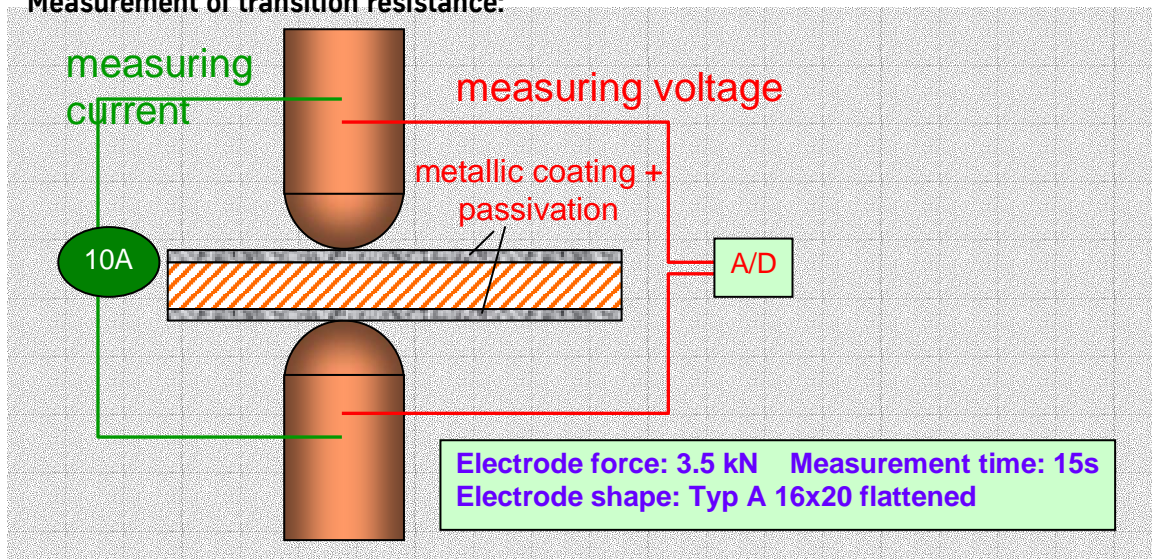 Measurement of transition resistance:
measuring
current
measuring voltage
metallic coating +
passivation
10A
A/D
Electrode force: 3.5 kN    Measurement time: 15s
Electrode shape: Typ A 16x20 flattened